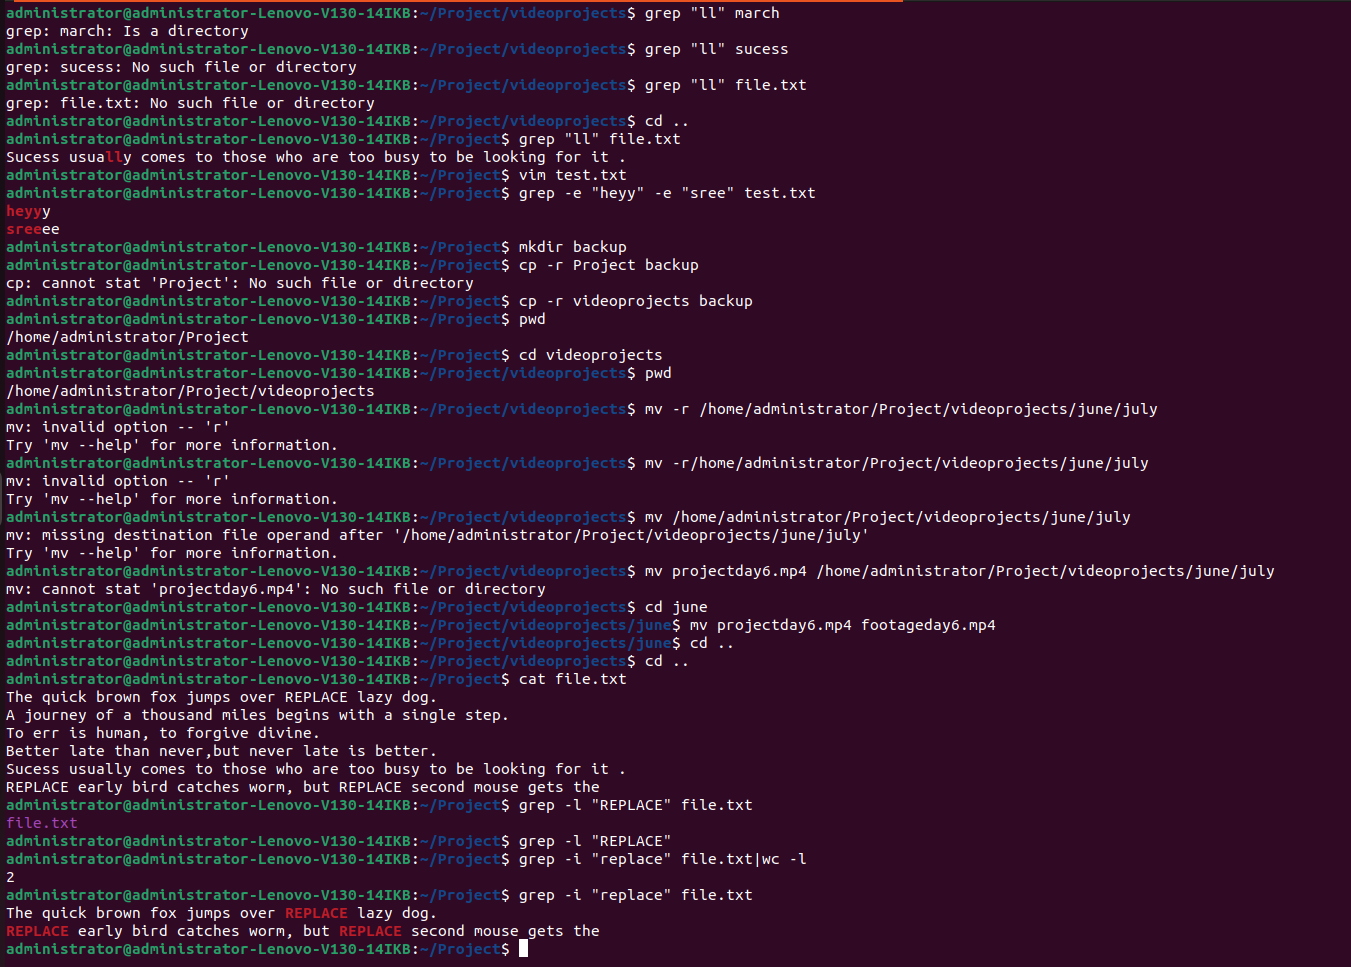 administrator@administrator-Lenovo-V130-14IKB:~/Project/videoprojects$ grep "ll" march
grep: march: Is a directory
administrator@administrator-Lenovo-V130-14IKB:~/Project/videoprojects$ grep "ll" sucess
grep: sucess: No such file or directory
administrator@administrator-Lenovo-V130-14IKB:~/Project/videoprojects$ grep "ll" file.txt
grep: file.txt: No such file or directory
administrator@administrator-Lenovo-V130-14IKB:~/Project/videoprojects$ cd ..
administrator@administrator-Lenovo-V130-14IKB:~/Project$ grep "ll" file.txt
Sucess usually comes to those who are too busy to be looking for it .
administrator@administrator-Lenovo-V130-14IKB:~/Project$ vim test.txt
administrator@administrator-Lenovo-V130-14IKB:~/Project$ grep -e "heyy" -e "sree" test.txt
heyyy
sreeee
administrator@administrator-Lenovo-V130-14IKB:~/Project$ mkdir backup
administrator@administrator-Lenovo-V130-14IKB:~/Project$ cp -r Project backup
cp: cannot stat 'Project': No such file or directory
administrator@administrator-Lenovo-V130-14IKB:~/Project$ cp -r videoprojects backup
administrator@administrator-Lenovo-V130-14IKB:~/Project$ pwd
/home/administrator/Project
administrator@administrator-Lenovo-V130-14IKB:~/Project$ cd videoprojects
administrator@administrator-Lenovo-V130-14IKB:~/Project/videoprojects$ pwd
/home/administrator/Project/videoprojects
administrator@administrator-Lenovo-V130-14IKB:~/Project/videoprojects$ mv -r /home/administrator/Project/videoprojects/june/july
mv: invalid option -- 'r'
Try 'mv --help' for more information.
administrator@administrator-Lenovo-V130-14IKB:~/Project/videoprojects$ mv -r/home/administrator/Project/videoprojects/june/july
mv: invalid option -- 'r'
Try 'mv --help' for more information.
administrator@administrator-Lenovo-V130-14IKB:~/Project/videoprojects$ mv /home/administrator/Project/videoprojects/june/july
mv: missing destination file operand after '/home/administrator/Project/videoprojects/june/july'
Try 'mv --help' for more information.
administrator@administrator-Lenovo-V130-14IKB:~/Project/videoprojects$ mv projectday6.mp4 /home/administrator/Project/videoprojects/june/july
mv: cannot stat 'projectday6.mp4': No such file or directory
administrator@administrator-Lenovo-V130-14IKB:~/Project/videoprojects$ cd june
administrator@administrator-Lenovo-V130-14IKB:~/Project/videoprojects/june$ mv projectday6.mp4 footageday6.mp4
administrator@administrator-Lenovo-V130-14IKB:~/Project/videoprojects/june$ cd ..
administrator@administrator-Lenovo-V130-14IKB:~/Project/videoprojects$ cd ..
administrator@administrator-Lenovo-V130-14IKB:~/Project$ cat file.txt
The quick brown fox jumps over REPLACE lazy dog.
A journey of a thousand miles begins with a single step.
To err is human, to forgive divine.
Better late than never,but never late is better.
Sucess usually comes to those who are too busy to be looking for it .
REPLACE early bird catches worm, but REPLACE second mouse gets the
administrator@administrator-Lenovo-V130-14IKB:~/Project$ grep -l "REPLACE" file.txt
file.txt
administrator@administrator-Lenovo-V130-14IKB:~/Project$ grep -l "REPLACE"
administrator@administrator-Lenovo-V130-14IKB:~/Project$ grep -i "replace" file.txt|wc -l
2
administrator@administrator-Lenovo-V130-14IKB:~/Project$ grep -i "replace" file.txt
The quick brown fox jumps over REPLACE lazy dog.
REPLACE early bird catches worm, but REPLACE second mouse gets the
administrator@administrator-Lenovo-V130-14IKB:~/Project$